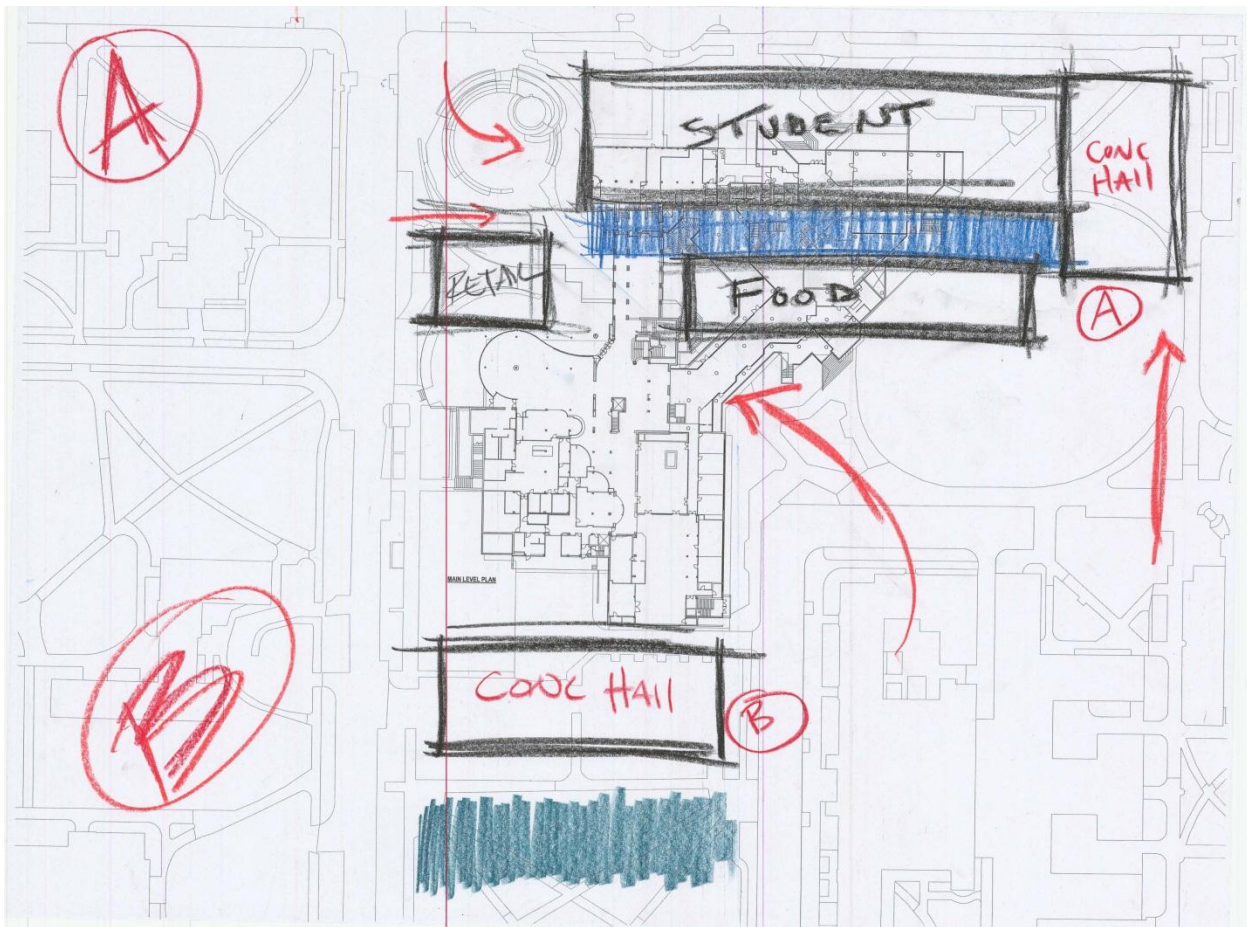 A
STUDENT
CONC
HAll
RETAIL
FOOD
A
MAIN LEVEL PLAN
B
CONC HAll
B